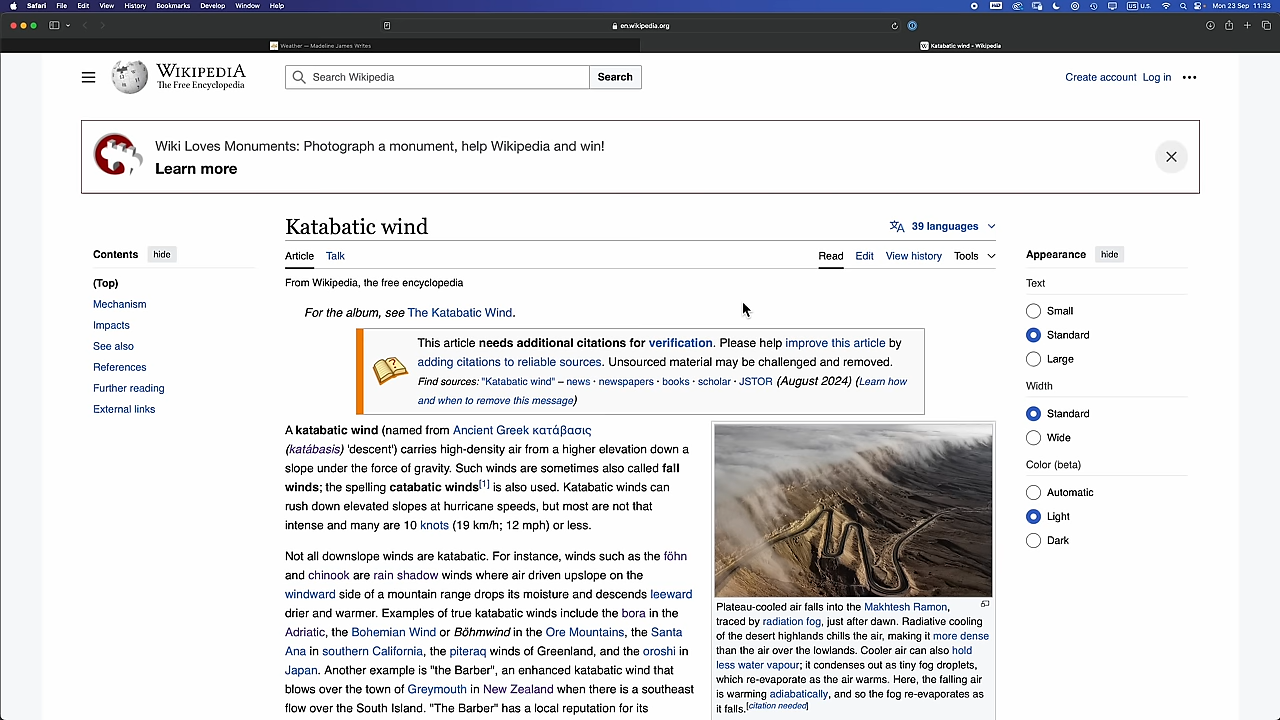 Safari File Edit View History Bookmarks Develop Window Help
U.S. Mon 23 Sep 11:33
en.wikipedia.org
Weather — Madeline James Writes
W Katabatic wind - Wikipedia
WIKIPEDIA
The Free Encyclopedia
Search Wikipedia
Search
Create account Log in
Wiki Loves Monuments: Photograph a monument, help Wikipedia and win!
Learn more
Katabatic wind
39 languages
Contents hide
(Top)
Mechanism
Impacts
See also
References
Further reading
External links
Article Talk
Read Edit View history Tools
From Wikipedia, the free encyclopedia
For the album, see The Katabatic Wind.
This article needs additional citations for verification. Please help improve this article by
adding citations to reliable sources. Unsourced material may be challenged and removed.
Find sources: "Katabatic wind" – news · newspapers · books · scholar · JSTOR (August 2024) (Learn how
and when to remove this message)
A katabatic wind (named from Ancient Greek κατάβασις
(katábasis) 'descent') carries high-density air from a higher elevation down a
slope under the force of gravity. Such winds are sometimes also called fall
winds; the spelling catabatic winds[1] is also used. Katabatic winds can
rush down elevated slopes at hurricane speeds, but most are not that
intense and many are 10 knots (19 km/h; 12 mph) or less.
Not all downslope winds are katabatic. For instance, winds such as the föhn
and chinook are rain shadow winds where air driven upslope on the
windward side of a mountain range drops its moisture and descends leeward
drier and warmer. Examples of true katabatic winds include the bora in the
Adriatic, the Bohemian Wind or Böhmwind in the Ore Mountains, the Santa
Ana in southern California, the piteraq winds of Greenland, and the oroshi in
Japan. Another example is "the Barber", an enhanced katabatic wind that
blows over the town of Greymouth in New Zealand when there is a southeast
flow over the South Island. "The Barber" has a local reputation for its
Plateau-cooled air falls into the Makhtesh Ramon,
traced by radiation fog, just after dawn. Radiative cooling
of the desert highlands chills the air, making it more dense
than the air over the lowlands. Cooler air can also hold
less water vapour; it condenses out as tiny fog droplets,
which re-evaporate as the air warms. Here, the falling air
is warming adiabatically, and so the fog re-evaporates as
it falls.[citation needed]
Appearance hide
Text
Small
Standard
Large
Width
Standard
Wide
Color (beta)
Automatic
Light
Dark